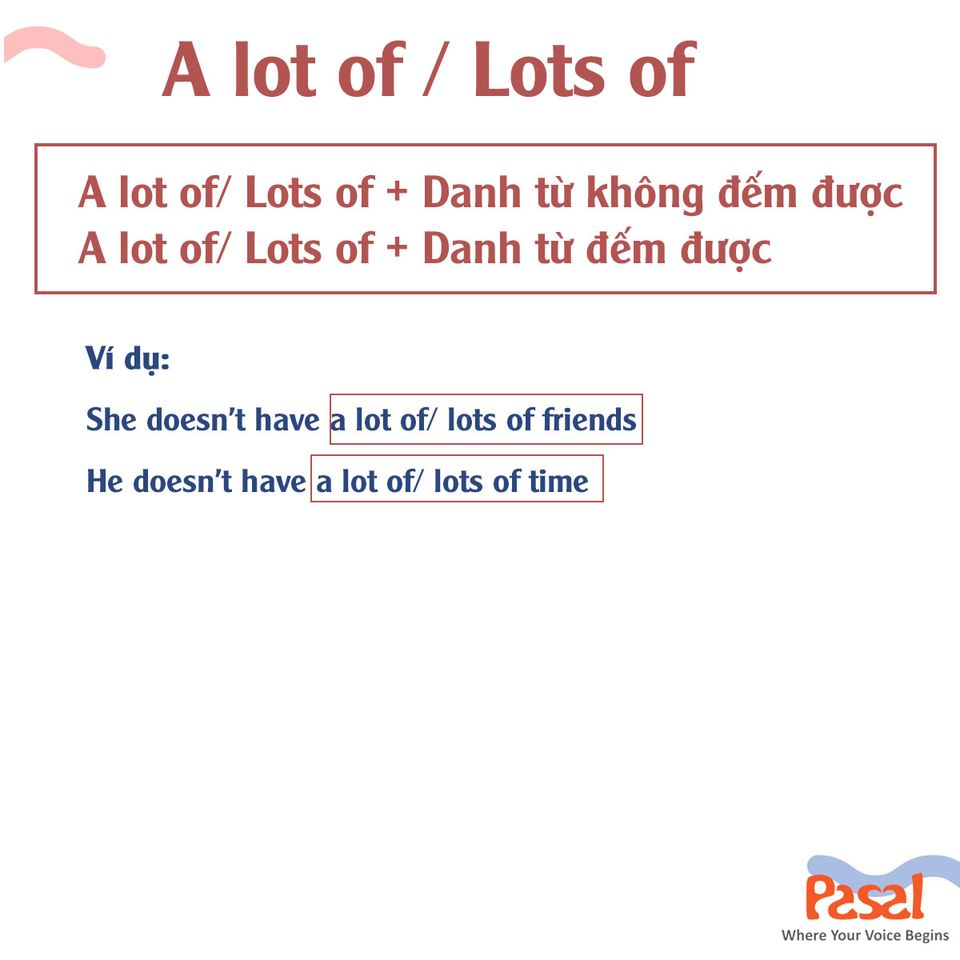 A lot of / Lots of
A lot of/ Lots of + Danh từ không đếm được
A lot of/ Lots of + Danh từ đếm được
Ví dụ:
She doesn't have a lot of/ lots of friends
He doesn't have a lot of/ lots of time
Pasal
Where Your Voice Begins